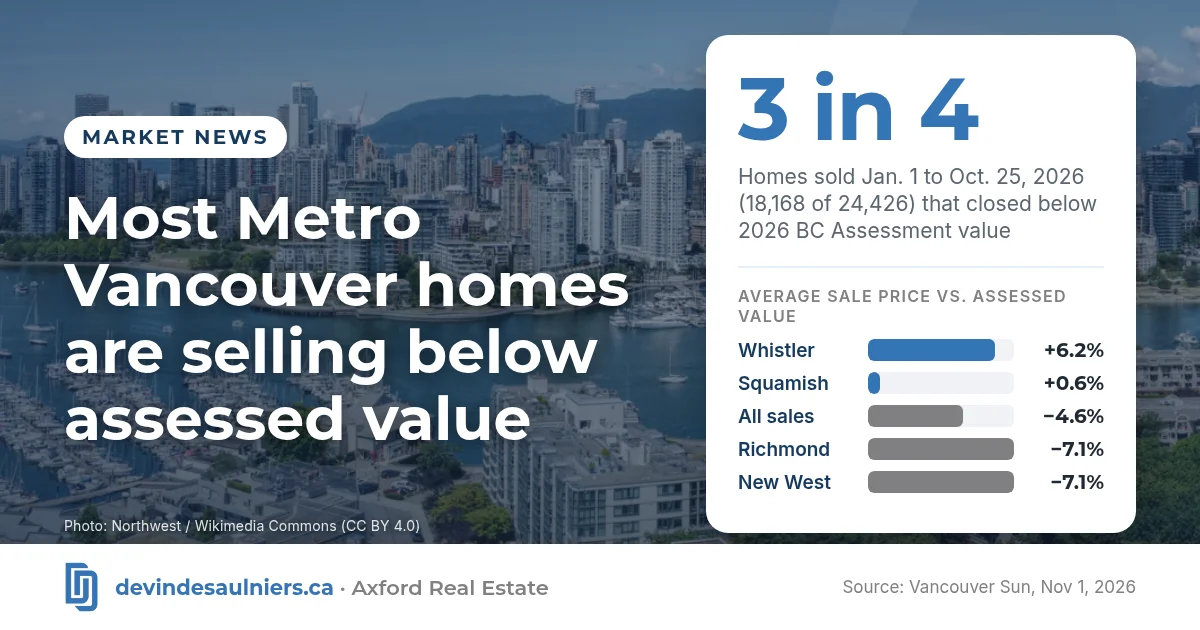 MARKET NEWS
Most Metro
Vancouver homes
are selling below
assessed value
Photo: Northwest / Wikimedia Commons (CC BY 4.0)
3 in 4
Homes sold Jan. 1 to Oct. 25, 2026
(18,168 of 24,426) that closed below
2026 BC Assessment value
AVERAGE SALE PRICE VS. ASSESSED
VALUE
Whistler +6.2%
Squamish +0.6%
All sales −4.6%
Richmond −7.1%
New West −7.1%
devindesaulniers.ca · Axford Real Estate
Source: Vancouver Sun, Nov 1, 2026